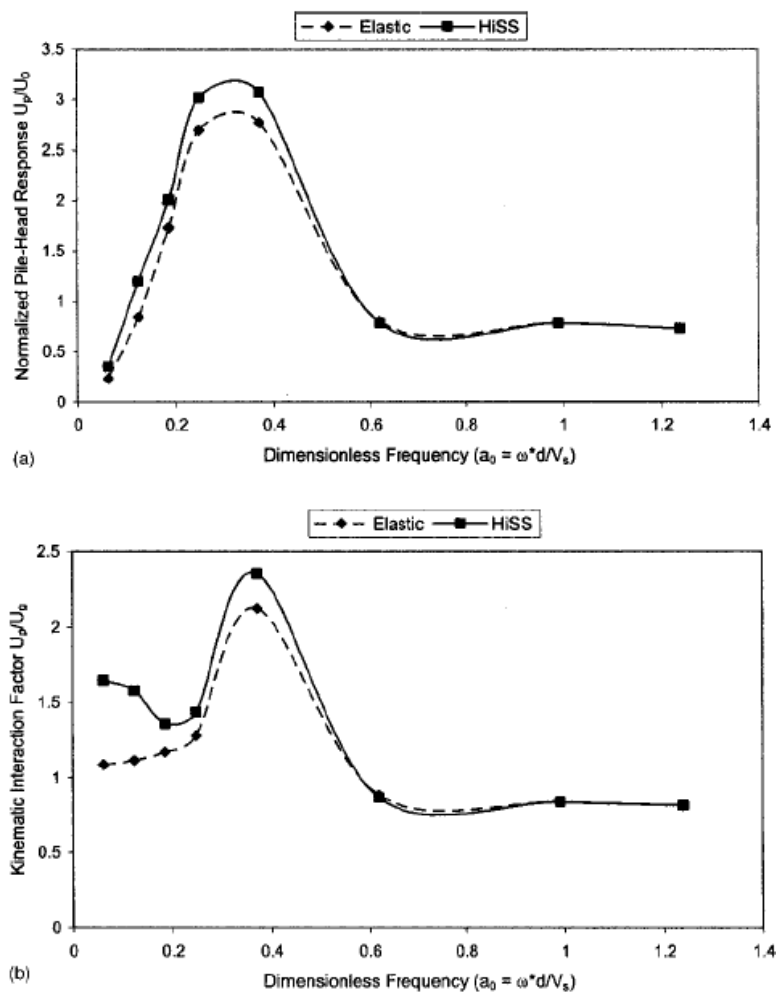 Elastic HiSS
3.5
3
2.5
2
1.5
1
0.5
0
Normalized Pile-Head Response Up/U0
0 0.2 0.4 0.6 0.8 1 1.2 1.4
(a)
Dimensionless Frequency (a0 = ω*d/Vs)
Elastic HiSS
2.5
2
1.5
1
0.5
0
Kinematic Interaction Factor Up/Ug
0 0.2 0.4 0.6 0.8 1 1.2 1.4
(b)
Dimensionless Frequency (a0 = ω*d/Vs)